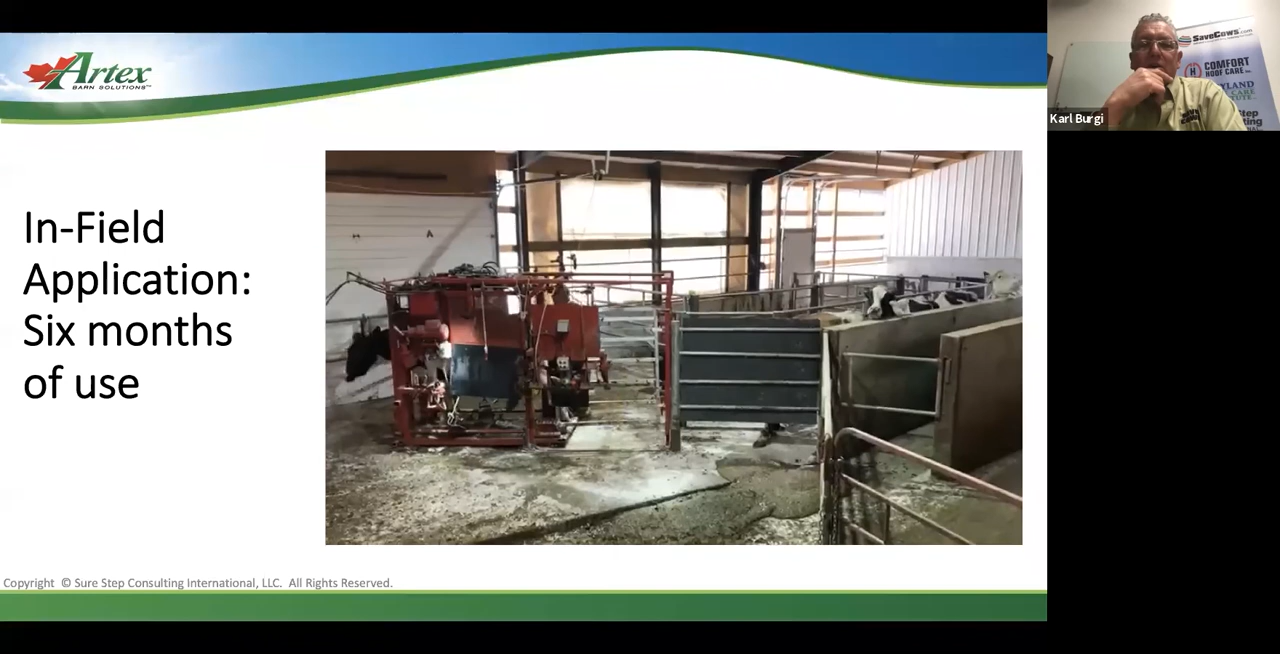 Artex
BARN SOLUTIONS
In-Field
Application:
Six months
of use
Copyright © Sure Step Consulting International, LLC. All Rights Reserved.
SaveCows.com
COMFORT
HOOF CARE
Karl Burgi